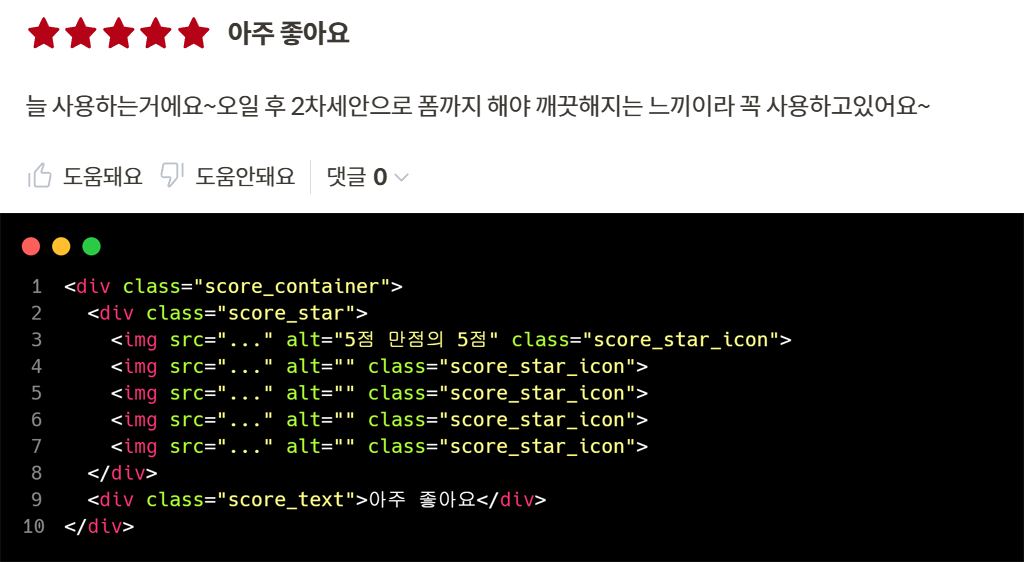 아주 좋아요
늘 사용하는거에요~오일 후 2차세안으로 폼까지 해야 깨끗해지는 느끼이라 꼭 사용하고있어요~
도움돼요 도움안돼요 댓글 0
1 <div class="score_container">
2 <div class="score_star">
3 <img src="..." alt="5점 만점의 5점" class="score_star_icon">
4 <img src="..." alt="" class="score_star_icon">
5 <img src="..." alt="" class="score_star_icon">
6 <img src="..." alt="" class="score_star_icon">
7 <img src="..." alt="" class="score_star_icon">
8 </div>
9 <div class="score_text">아주 좋아요</div>
10 </div>